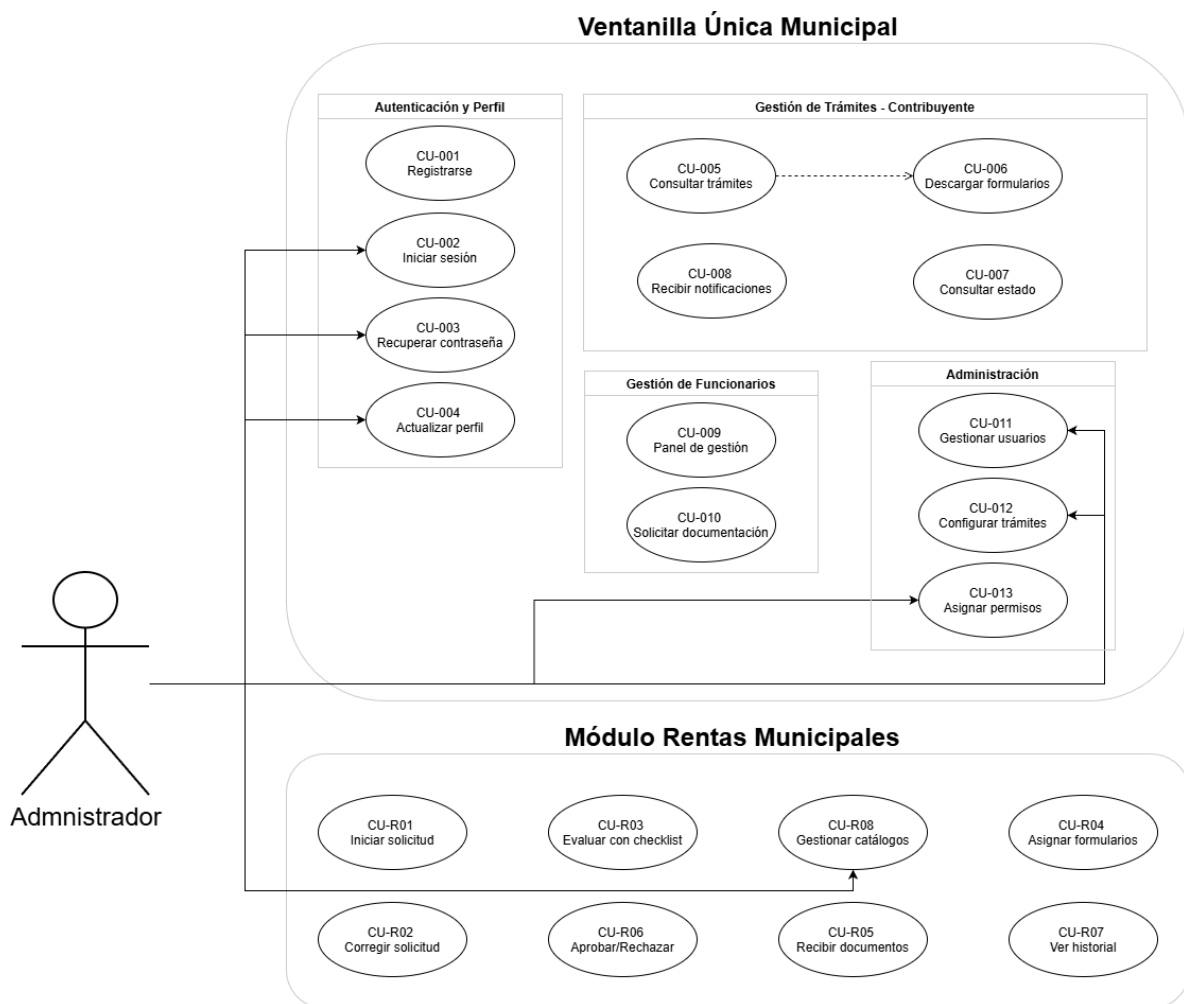 Ventanilla Única Municipal
Autenticación y Perfil
CU-001
Registrarse
CU-002
Iniciar sesión
CU-003
Recuperar contraseña
CU-004
Actualizar perfil
Gestión de Trámites - Contribuyente
CU-005
Consultar trámites
CU-006
Descargar formularios
CU-008
Recibir notificaciones
CU-007
Consultar estado
Gestión de Funcionarios
CU-009
Panel de gestión
CU-010
Solicitar documentación
Administración
CU-011
Gestionar usuarios
CU-012
Configurar trámites
CU-013
Asignar permisos
Admnistrador
Módulo Rentas Municipales
CU-R01
Iniciar solicitud
CU-R03
Evaluar con checklist
CU-R08
Gestionar catálogos
CU-R04
Asignar formularios
CU-R02
Corregir solicitud
CU-R06
Aprobar/Rechazar
CU-R05
Recibir documentos
CU-R07
Ver historial